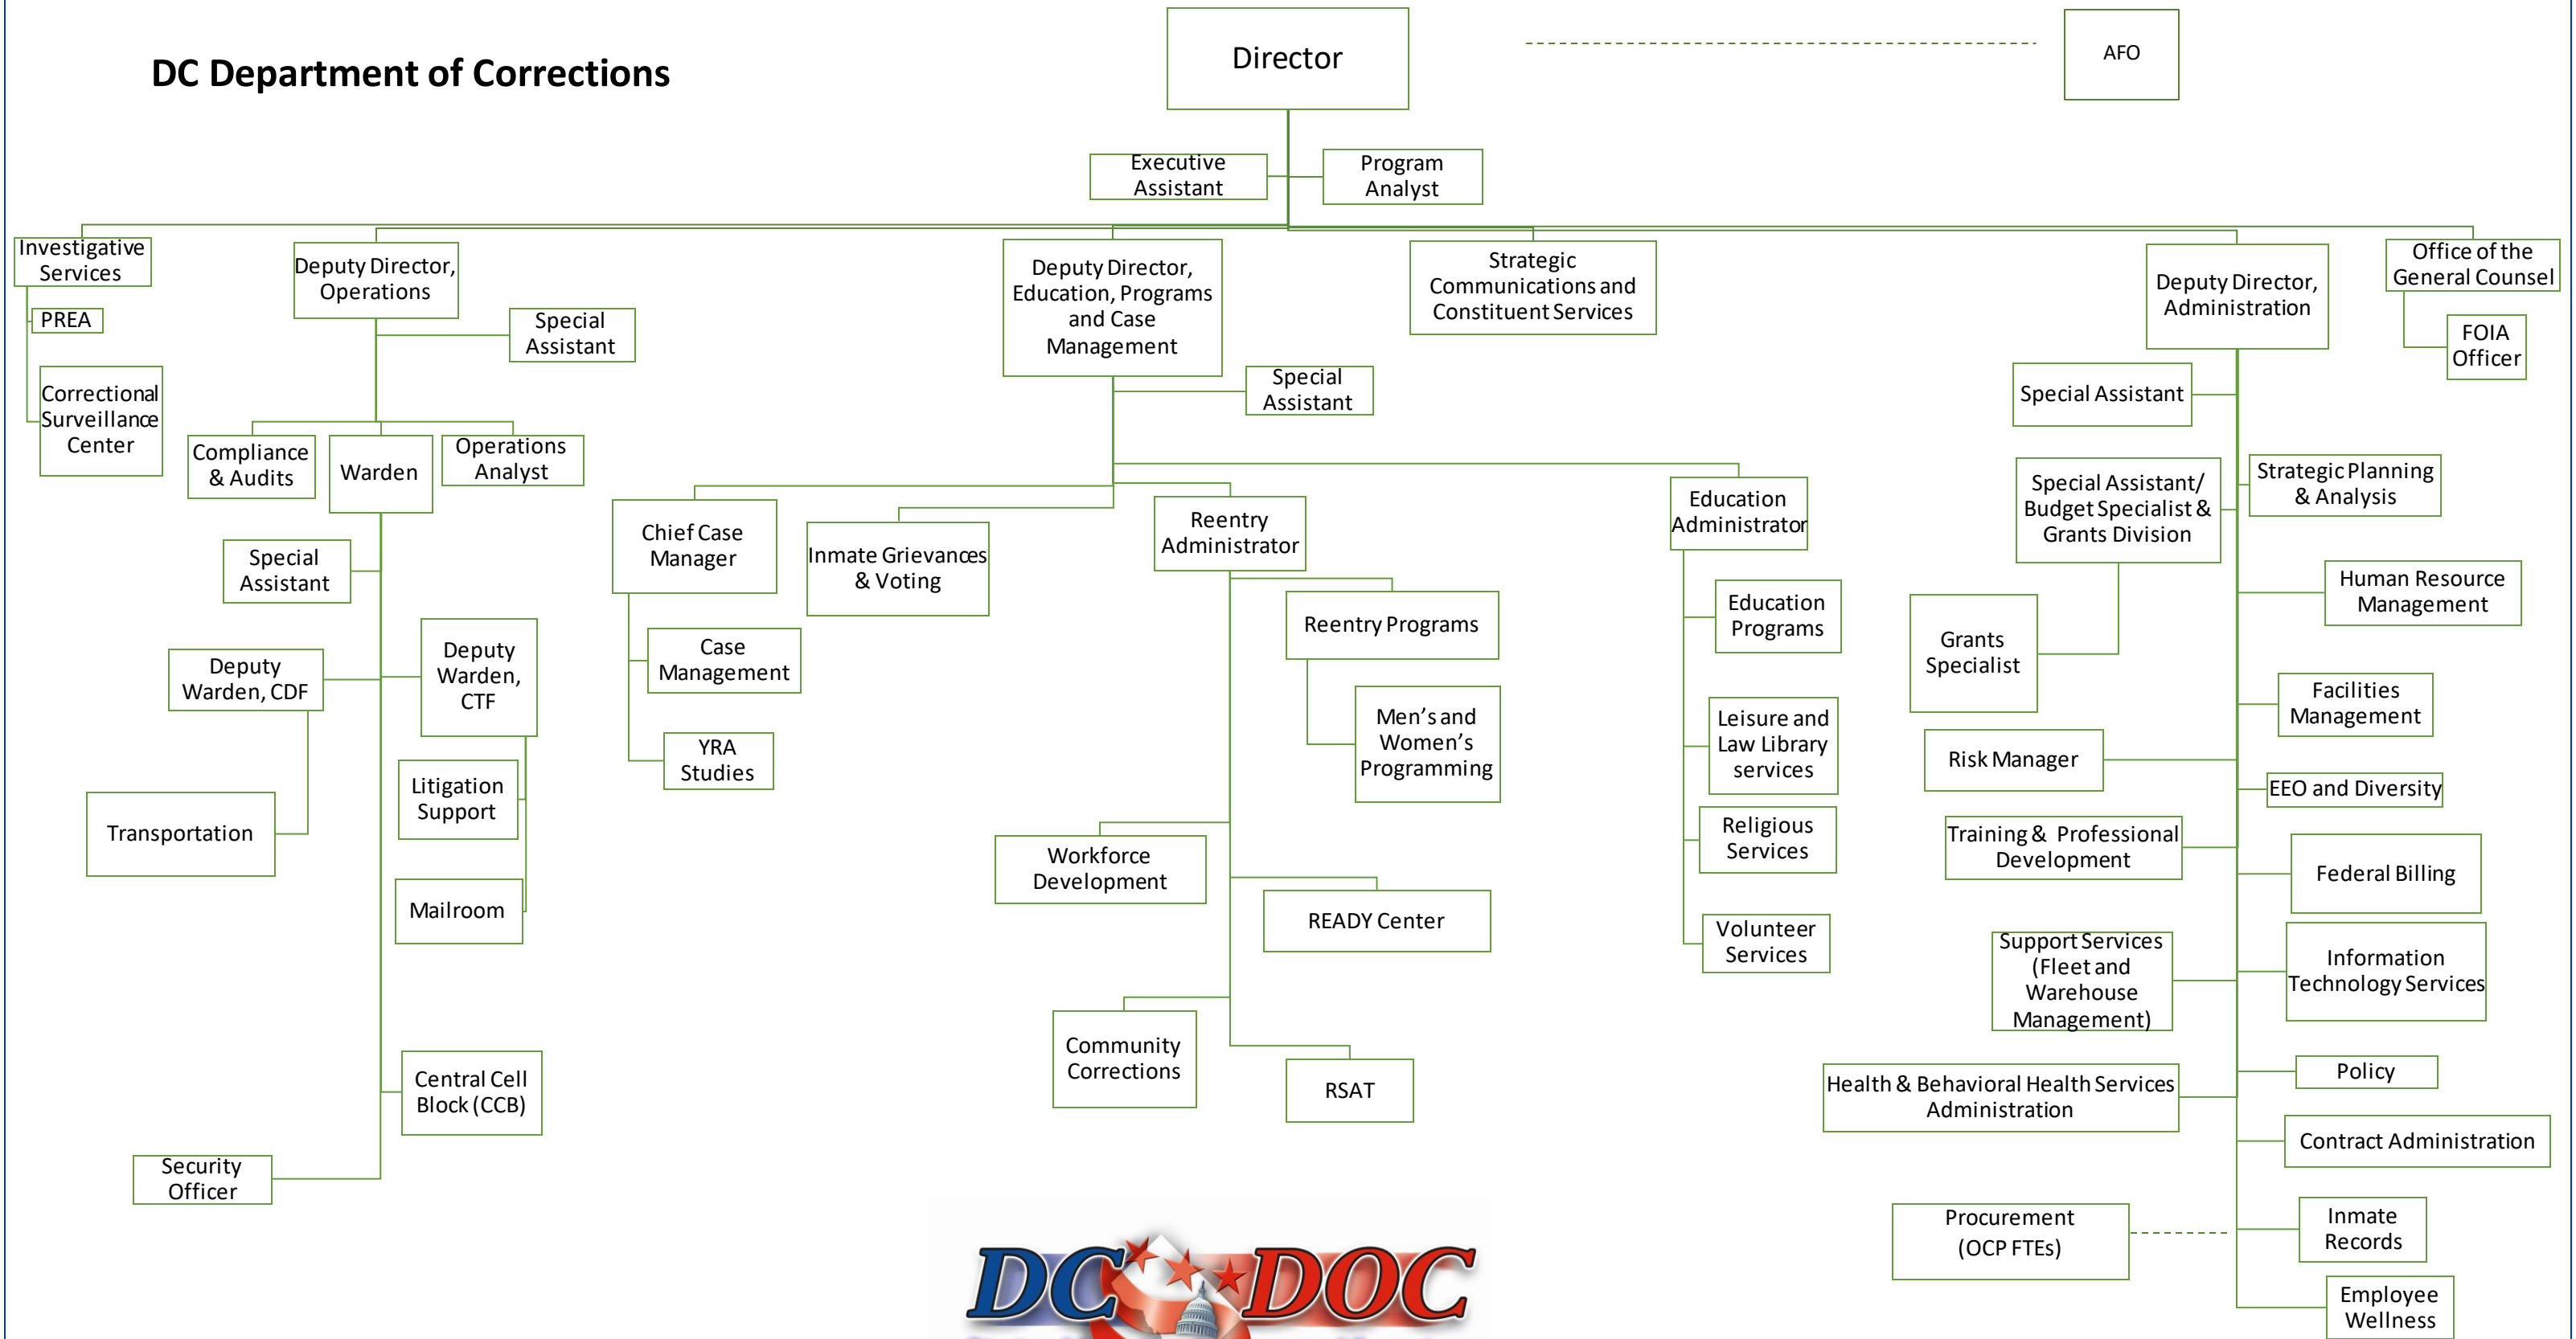 DC Department of Corrections
Director
AFO
Executive
Assistant
Program
Analyst
Investigative
Services
PREA
Correctional
Surveillance
Center
Deputy Director,
Operations
Special
Assistant
Compliance
& Audits
Warden
Operations
Analyst
Special
Assistant
Deputy
Warden, CDF
Transportation
Deputy
Warden,
CTF
Litigation
Support
Mailroom
Central Cell
Block (CCB)
Security
Officer
Deputy Director,
Education, Programs
and Case
Management
Special
Assistant
Chief Case
Manager
Case
Management
YRA
Studies
Inmate Grievances
& Voting
Reentry
Administrator
Reentry Programs
Men’s and
Women’s
Programming
Workforce
Development
READY Center
Community
Corrections
RSAT
Education
Administrator
Education
Programs
Leisure and
Law Library
services
Religious
Services
Volunteer
Services
Strategic
Communications and
Constituent Services
Deputy Director,
Administration
Special Assistant
Special Assistant/
Budget Specialist &
Grants Division
Grants
Specialist
Strategic Planning
& Analysis
Human Resource
Management
Facilities
Management
Risk Manager
EEO and Diversity
Training & Professional
Development
Federal Billing
Support Services
(Fleet and
Warehouse
Management)
Information
Technology Services
Policy
Health & Behavioral Health Services
Administration
Contract Administration
Procurement
(OCP FTEs)
Inmate
Records
Employee
Wellness
Office of the
General Counsel
FOIA
Officer
DC DOC